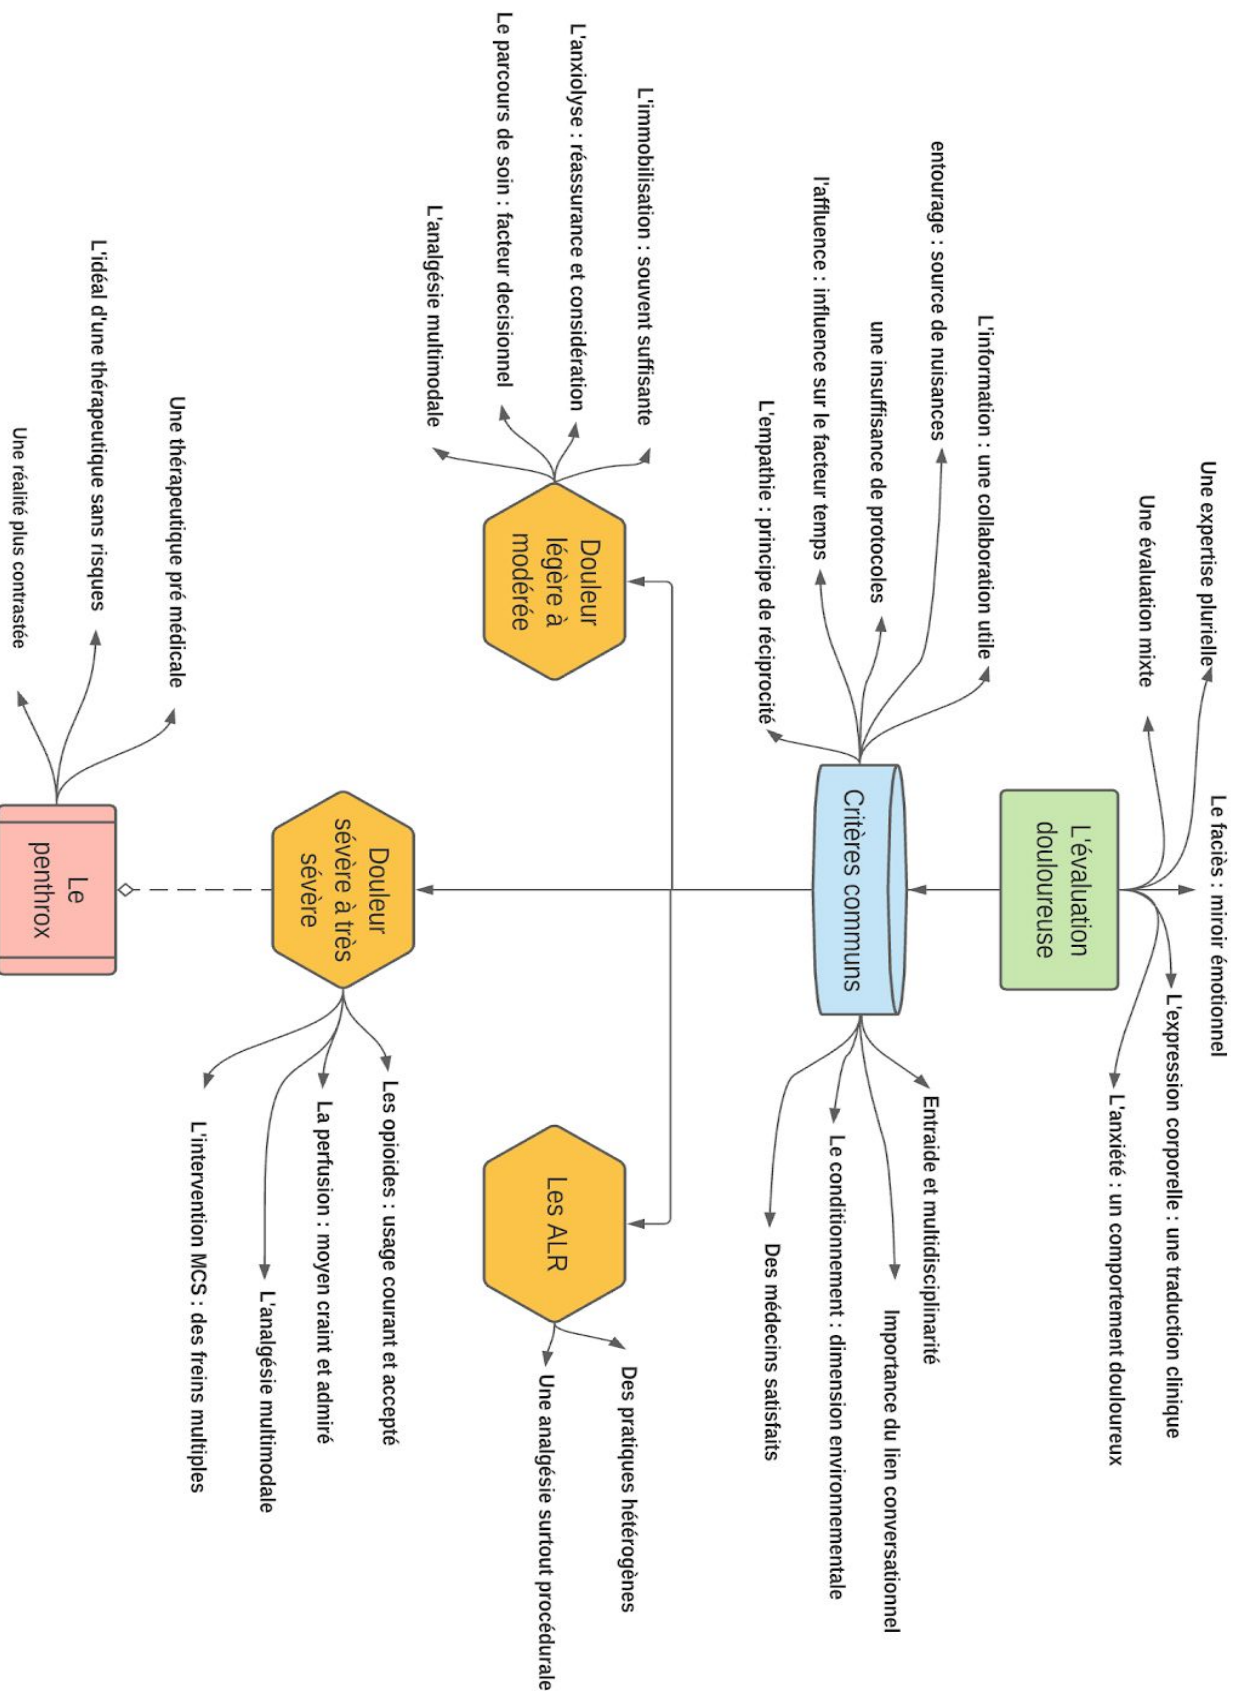 Une expertise plurielle
Une évaluation mixte
Le faciès : miroir émotionnel
L'expression corporelle : une traduction clinique
L'anxiété : un comportement douloureux
L'évaluation
douloureuse
L'information : une collaboration utile
entourage : source de nuisances
une insuffisance de protocoles
l'affluence : influence sur le facteur temps
L'empathie : principe de réciprocité
Critères communs
Entraide et multidisciplinarité
Importance du lien conversationnel
Le conditionnement : dimension environnementale
Des médecins satisfaits
L'immobilisation : souvent suffisante
L'anxiolyse : réassurance et considération
Le parcours de soin : facteur decisionnel
L'analgésie multimodale
Douleur
légère à
modérée
Les ALR
Des pratiques hétérogènes
Une analgésie surtout procédurale
Douleur
sévère à très
sévère
Les opioides : usage courant et accepté
La perfusion : moyen craint et admiré
L'analgésie multimodale
L'intervention MCS : des freins multiples
Une thérapeutique pré médicale
L'idéal d'une thérapeutique sans risques
Une réalité plus contrastée
Le
penthrox